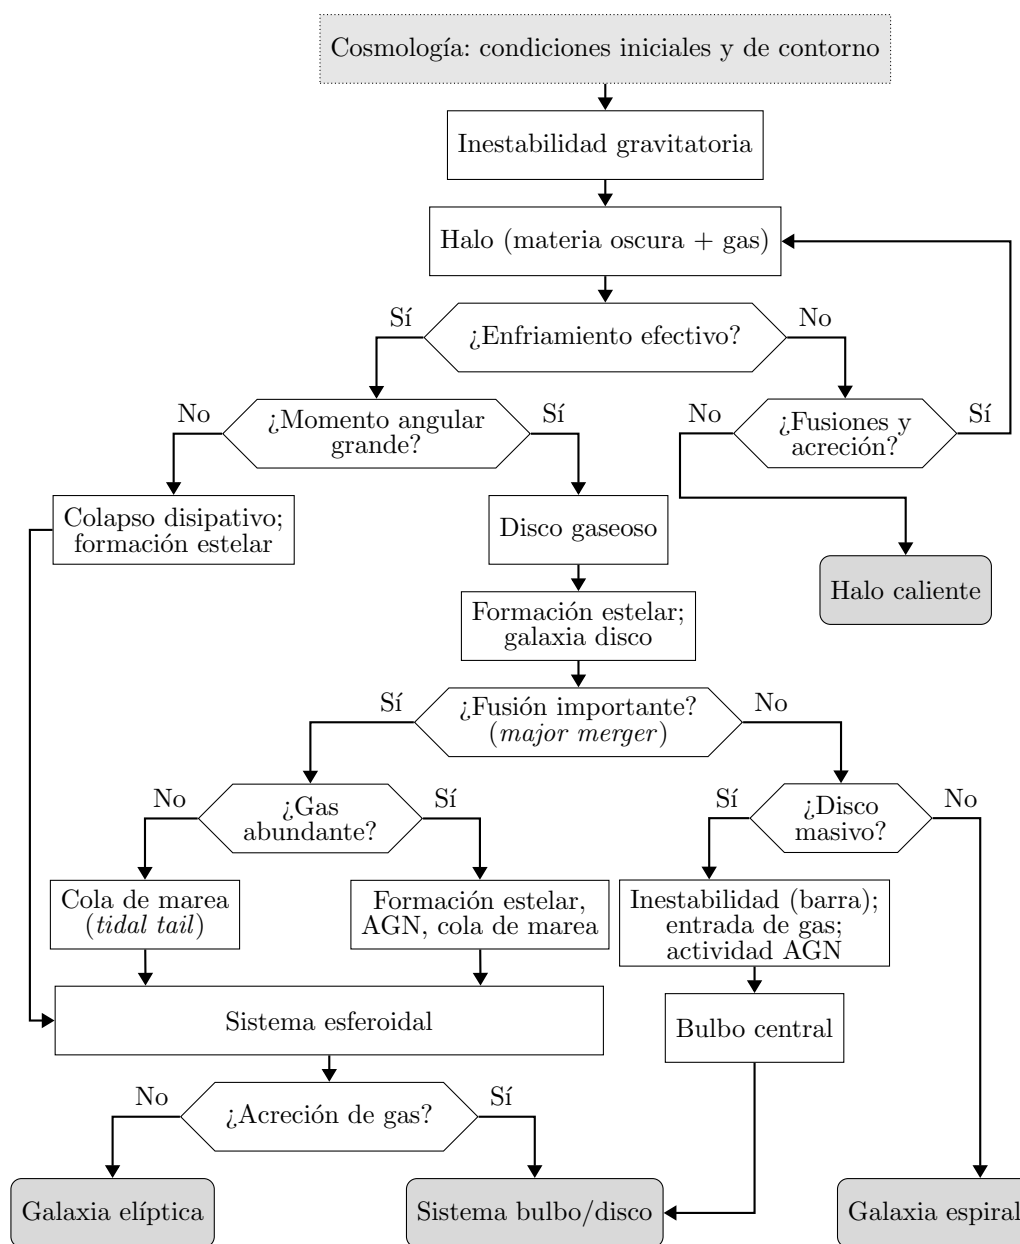 Cosmología: condiciones iniciales y de contorno
Inestabilidad gravitatoria
Halo (materia oscura + gas)
Sí
¿Enfriamiento efectivo?
No
No
¿Momento angular
grande?
Sí
No
¿Fusiones y
acreción?
Sí
Colapso disipativo;
formación estelar
Disco gaseoso
Halo caliente
Formación estelar;
galaxia disco
Sí
¿Fusión importante?
(major merger)
No
No
¿Gas
abundante?
Sí
Sí
¿Disco
masivo?
No
Cola de marea
(tidal tail)
Formación estelar,
AGN, cola de marea
Inestabilidad (barra);
entrada de gas;
actividad AGN
Sistema esferoidal
Bulbo central
No
¿Acreción de gas?
Sí
Galaxia elíptica
Sistema bulbo/disco
Galaxia espiral